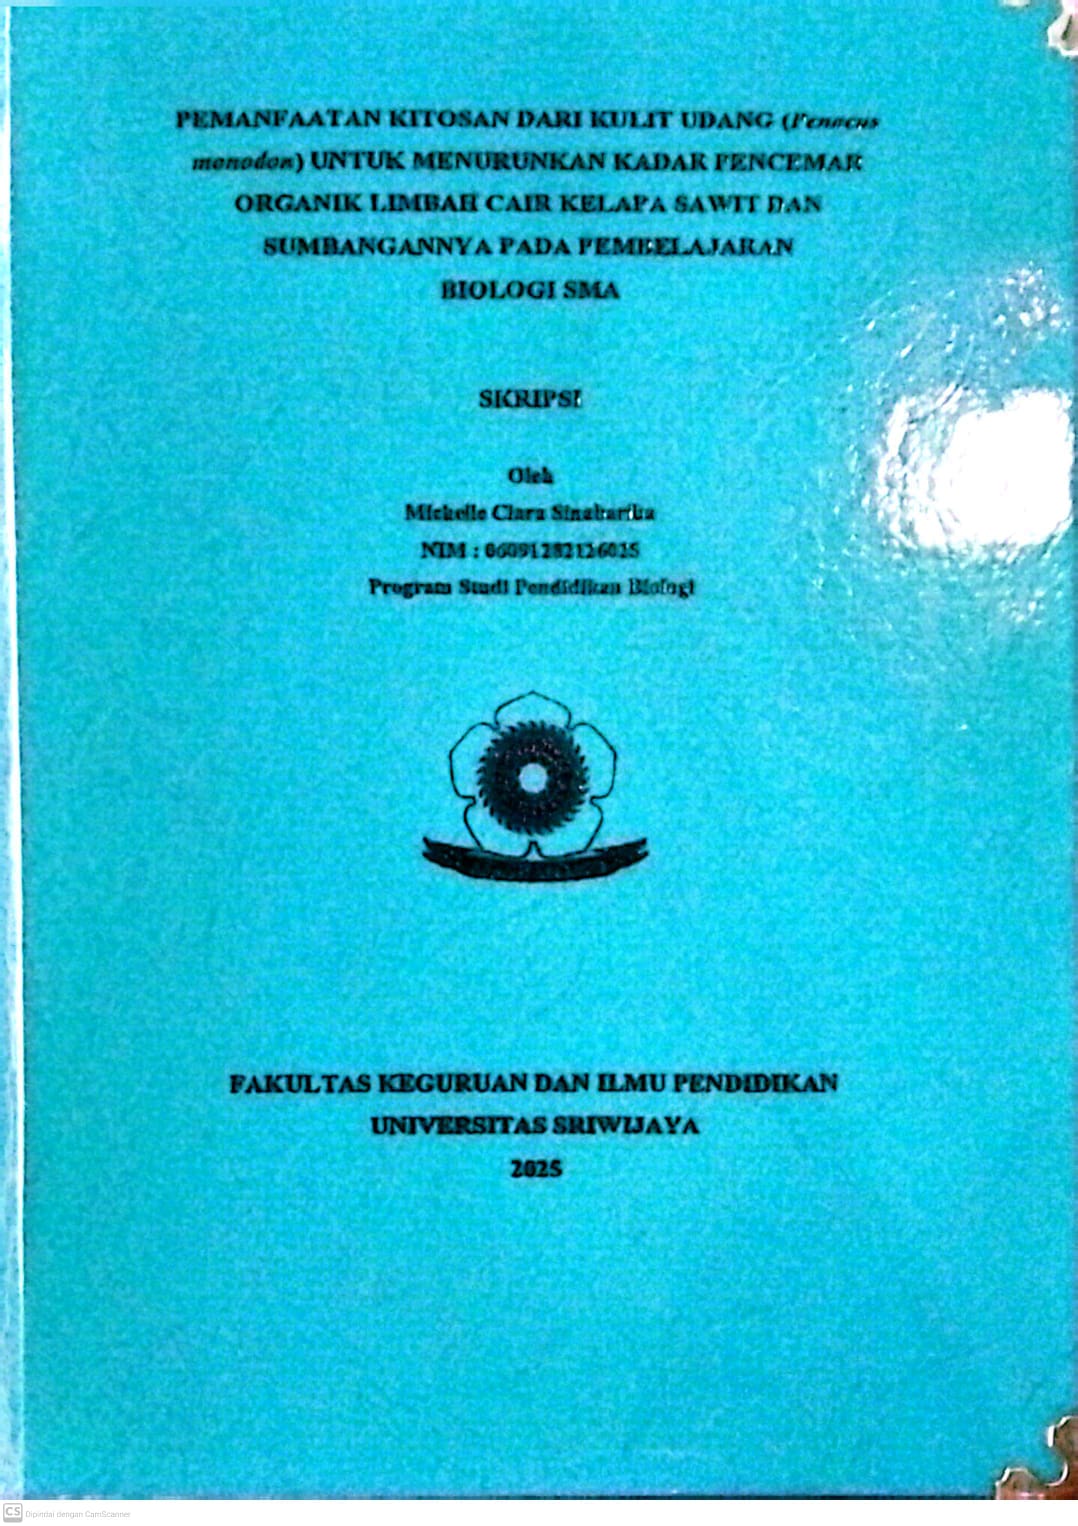 PEMANFAATAN KITOSAN DARI KULIT UDANG (Penaeus
monodon) UNTUK MENURUNKAN KADAR PENCEMAR
ORGANIK LIMBAH CAIR KELAPA SAWIT DAN
SUMBANGANNYA PADA PEMBELAJARAN
BIOLOGI SMA
SKRIPSI
Oleh
Michelle Clara Sinabariba
NIM : 06091282126025
Program Studi Pendidikan Biologi
FAKULTAS KEGURUAN DAN ILMU PENDIDIKAN
UNIVERSITAS SRIWIJAYA
2025
CS Dipindai dengan CamScanner